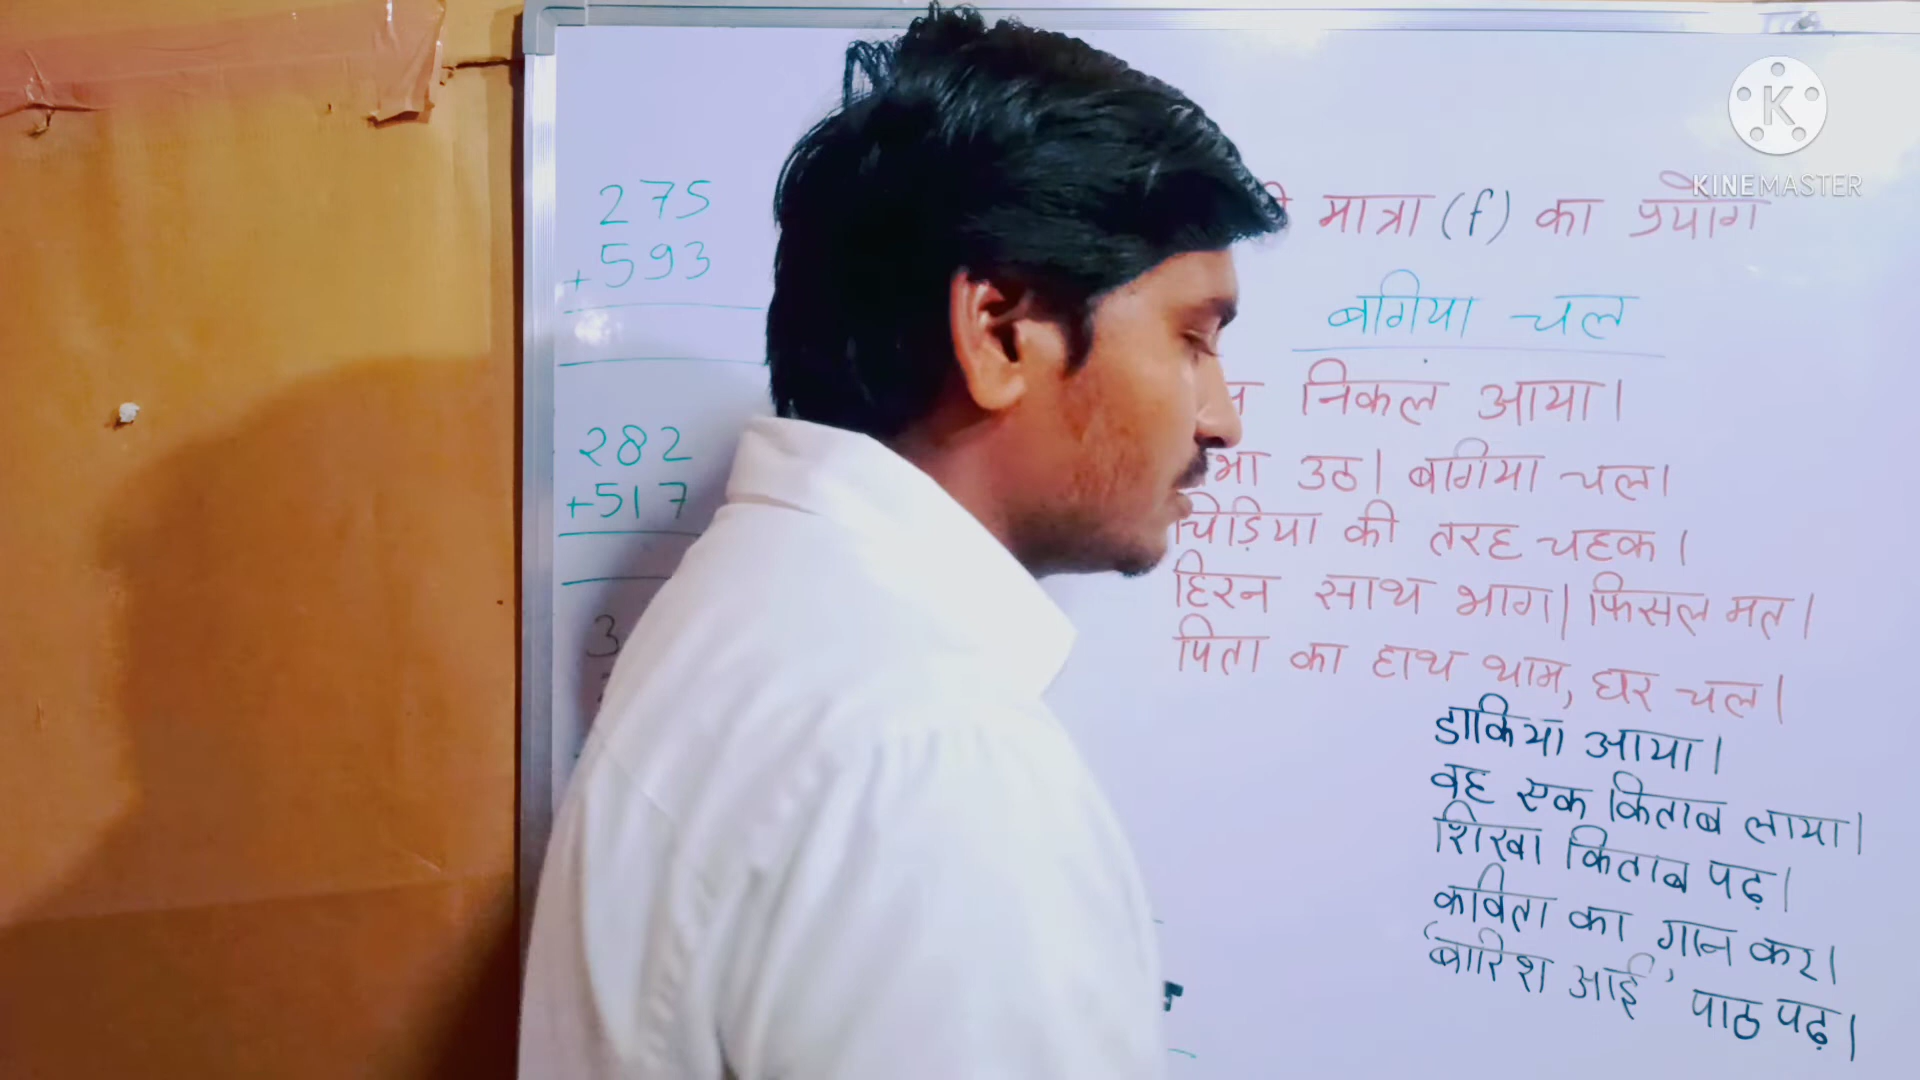 275
+593
282
+517
3
मात्रा (ि) का प्रयोग
बगिया चल
निकल आया।
उठ। बगिया चल।
चिड़िया की तरह चहक।
हिरन साथ भाग। फिसल मत।
पिता का हाथ थाम, घर चल।
डाकिया आया।
वह एक किताब लाया।
शिखा किताब पढ़।
कविता का गान कर।
'बारिश आई' पाठ पढ़।
KINEMASTER